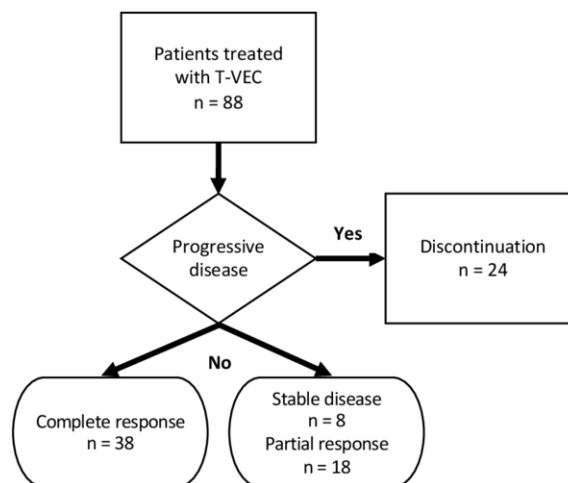 Patients treated
with T-VEC
n = 88
Progressive
disease
Yes
Discontinuation
n = 24
No
Complete response
n = 38
Stable disease
n = 8
Partial response
n = 18